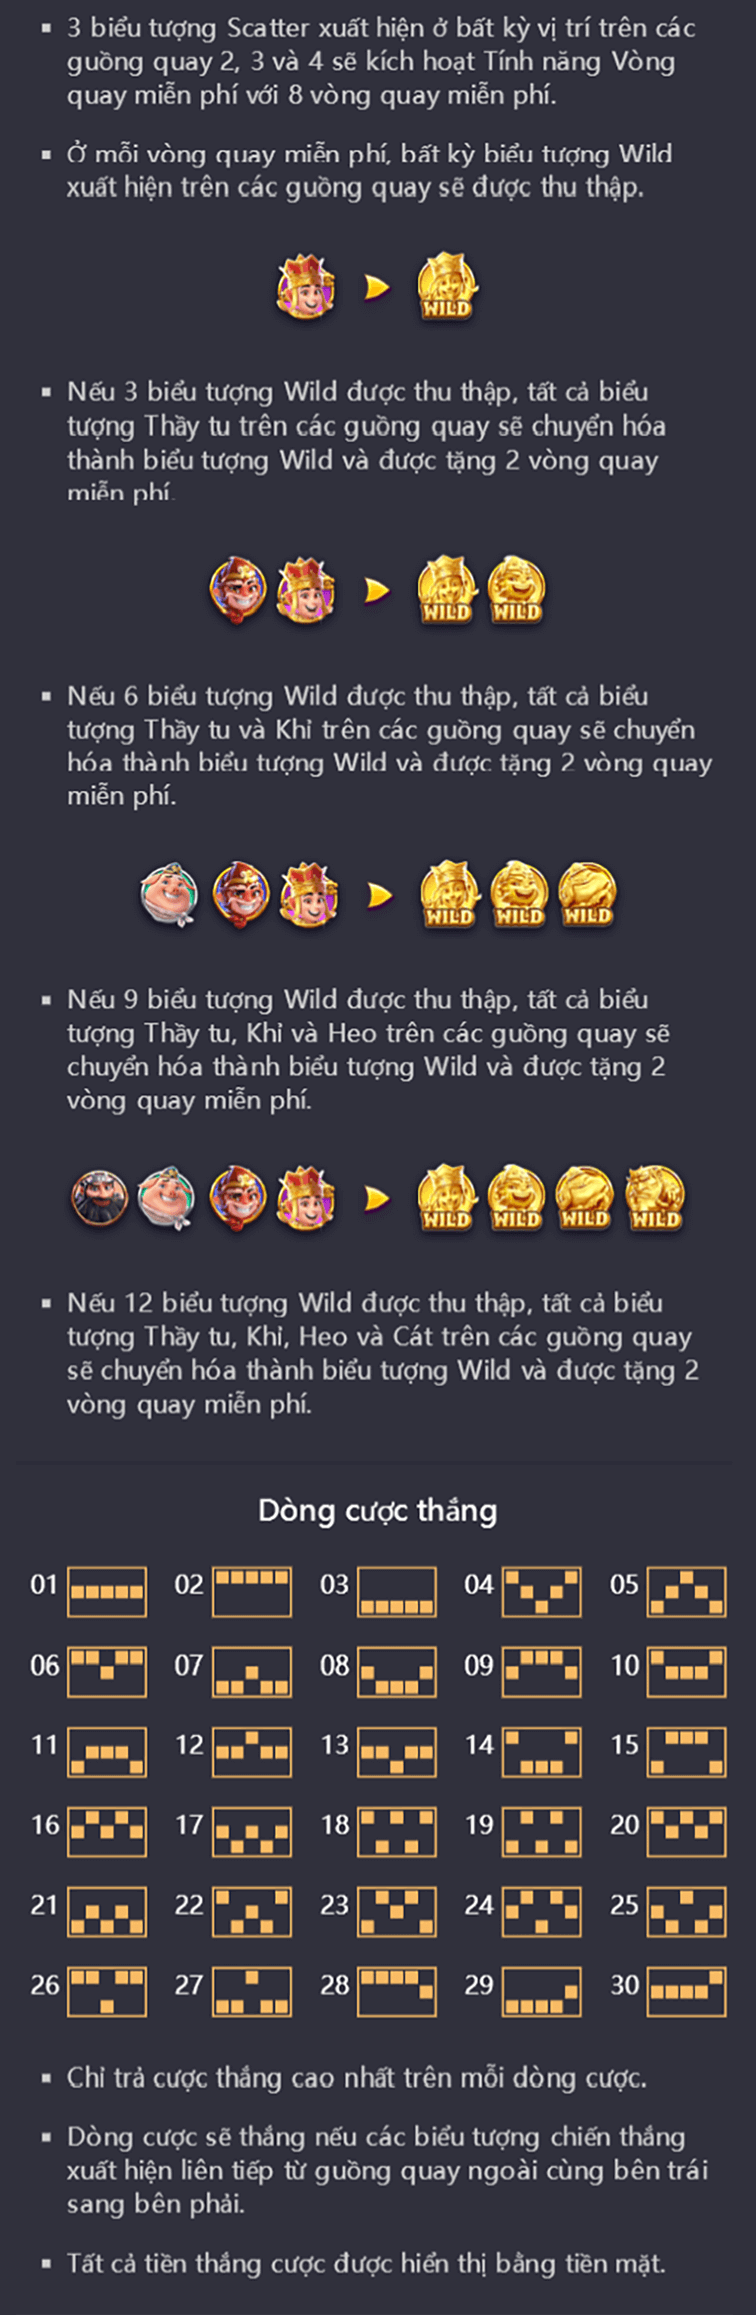 3 biểu tượng Scatter xuất hiện ở bất kỳ vị trí trên các
guồng quay 2, 3 và 4 sẽ kích hoạt Tính năng Vòng
quay miễn phí với 8 vòng quay miễn phí.
Ở mỗi vòng quay miễn phí, bất kỳ biểu tượng Wild
xuất hiện trên các guồng quay sẽ được thu thập.
WILD
Nếu 3 biểu tượng Wild được thu thập, tất cả biểu
tượng Thầy tu trên các guồng quay sẽ chuyển hóa
thành biểu tượng Wild và được tặng 2 vòng quay
miễn phí.
WILD WILD
Nếu 6 biểu tượng Wild được thu thập, tất cả biểu
tượng Thầy tu và Khỉ trên các guồng quay sẽ chuyển
hóa thành biểu tượng Wild và được tặng 2 vòng quay
miễn phí.
WILD WILD WILD
Nếu 9 biểu tượng Wild được thu thập, tất cả biểu
tượng Thầy tu, Khỉ và Heo trên các guồng quay sẽ
chuyển hóa thành biểu tượng Wild và được tặng 2
vòng quay miễn phí.
WILD WILD WILD WILD
Nếu 12 biểu tượng Wild được thu thập, tất cả biểu
tượng Thầy tu, Khỉ, Heo và Cát trên các guồng quay
sẽ chuyển hóa thành biểu tượng Wild và được tặng 2
vòng quay miễn phí.
Dòng cược thắng
01 02 03 04 05
06 07 08 09 10
11 12 13 14 15
16 17 18 19 20
21 22 23 24 25
26 27 28 29 30
Chỉ trả cược thắng cao nhất trên mỗi dòng cược.
Dòng cược sẽ thắng nếu các biểu tượng chiến thắng
xuất hiện liên tiếp từ guồng quay ngoài cùng bên trái
sang bên phải.
Tất cả tiền thắng cược được hiển thị bằng tiền mặt.